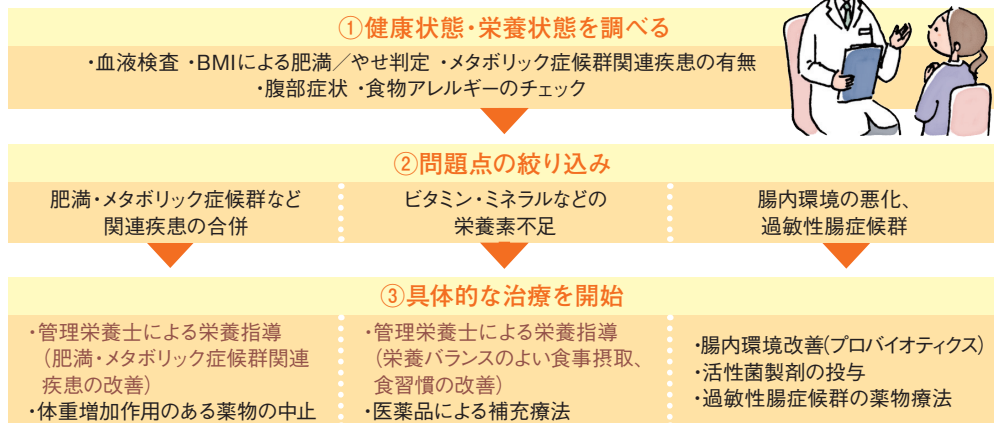 ①健康状態・栄養状態を調べる
・血液検査 ・BMIによる肥満／やせ判定 ・メタボリック症候群関連疾患の有無
・腹部症状 ・食物アレルギーのチェック
②問題点の絞り込み
肥満・メタボリック症候群など
関連疾患の合併
ビタミン・ミネラルなどの
栄養素不足
腸内環境の悪化、
過敏性腸症候群
③具体的な治療を開始
・管理栄養士による栄養指導
（肥満・メタボリック症候群関連
疾患の改善）
・体重増加作用のある薬物の中止
・管理栄養士による栄養指導
（栄養バランスのよい食事摂取、
食習慣の改善）
・医薬品による補充療法
・腸内環境改善(プロバイオティクス)
・活性菌製剤の投与
・過敏性腸症候群の薬物療法